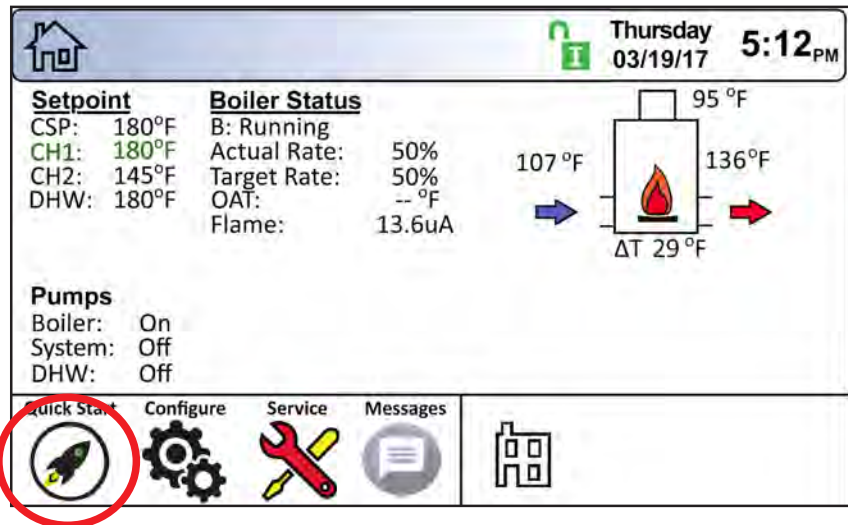 Thursday
03/19/17
5:12PM
I
Setpoint
CSP: 180°F
CH1: 180°F
CH2: 145°F
DHW: 180°F
Boiler Status
B: Running
Actual Rate: 50%
Target Rate: 50%
OAT: -- °F
Flame: 13.6uA
95 °F
107 °F
136°F
ΔT 29 °F
Pumps
Boiler: On
System: Off
DHW: Off
Quick Start
Configure
Service
Messages